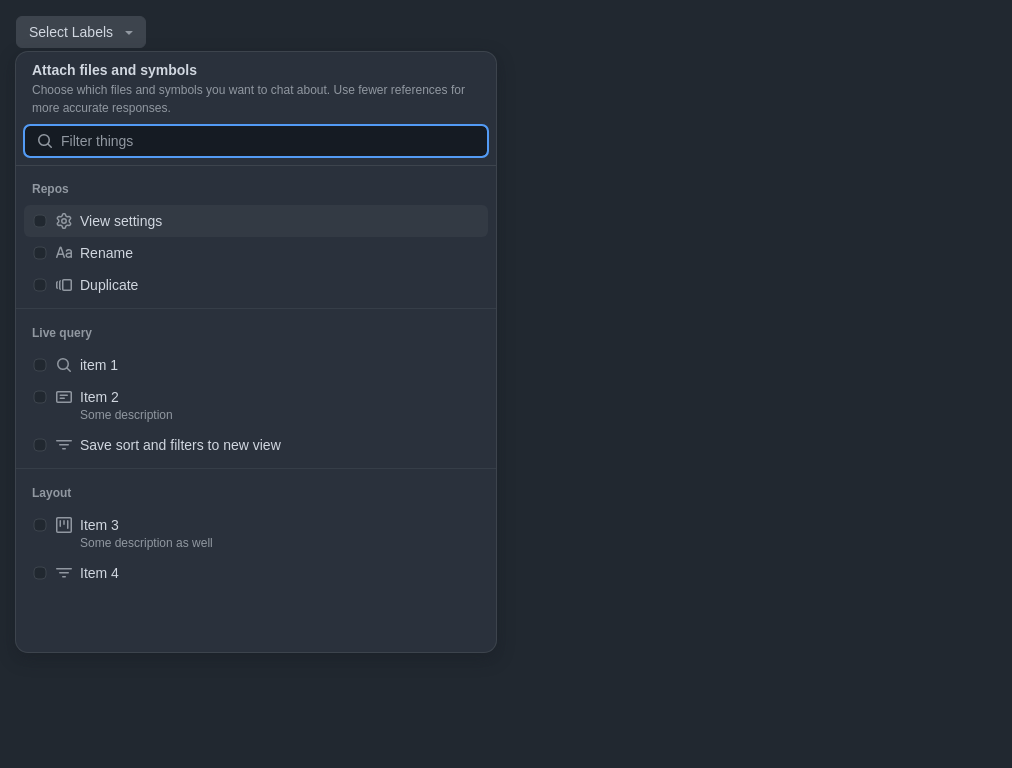 Select Labels
Attach files and symbols
Choose which files and symbols you want to chat about. Use fewer references for
more accurate responses.
Filter things
Repos
View settings
Rename
Duplicate
Live query
item 1
Item 2
Some description
Save sort and filters to new view
Layout
Item 3
Some description as well
Item 4